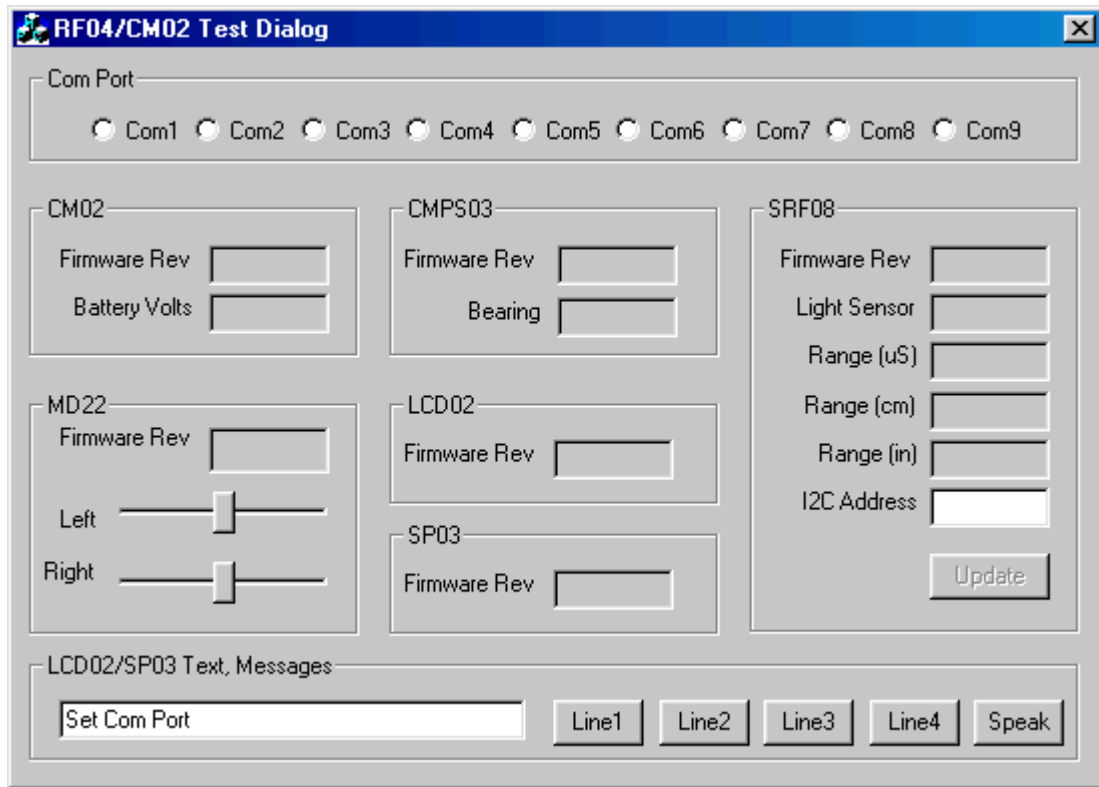 RF04/CM02 Test Dialog
Com Port
Com1 Com2 Com3 Com4 Com5 Com6 Com7 Com8 Com9
CM02
Firmware Rev
Battery Volts
CMPS03
Firmware Rev
Bearing
SRF08
Firmware Rev
Light Sensor
Range (uS)
Range (cm)
Range (in)
I2C Address
Update
MD22
Firmware Rev
Left
Right
LCD02
Firmware Rev
SP03
Firmware Rev
LCD02/SP03 Text, Messages
Set Com Port
Line1 Line2 Line3 Line4 Speak